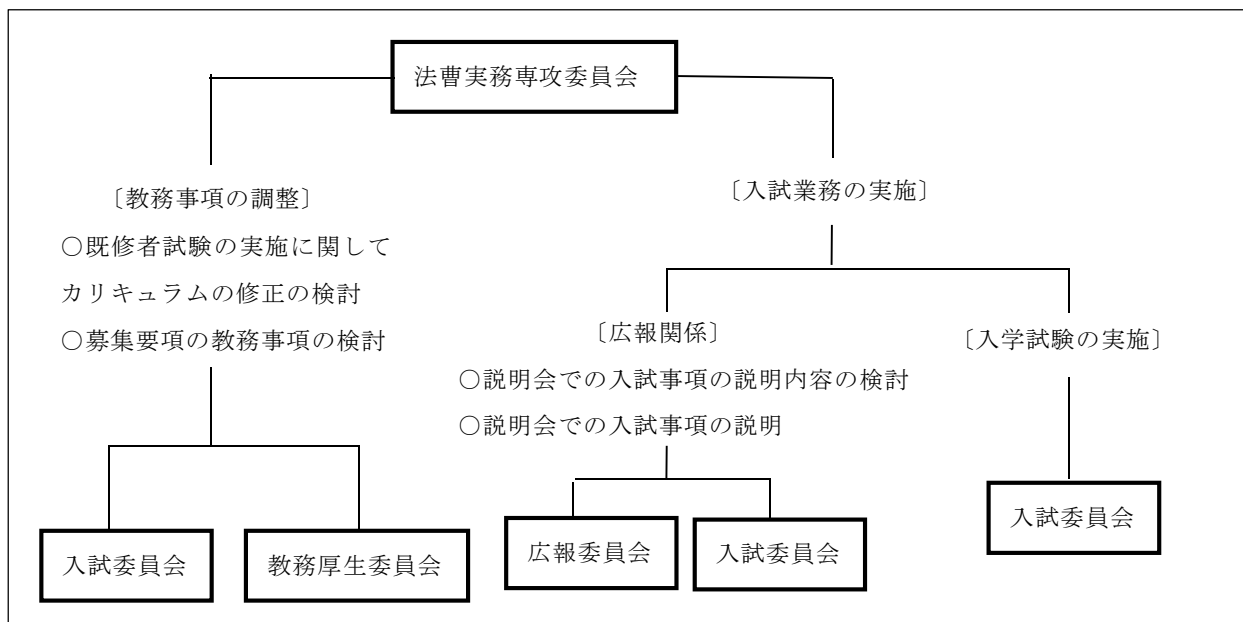 法曹実務専攻委員会
〔教務事項の調整〕
○既修者試験の実施に関して
カリキュラムの修正の検討
○募集要項の教務事項の検討
入試委員会
教務厚生委員会
〔入試業務の実施〕
〔広報関係〕
○説明会での入試事項の説明内容の検討
○説明会での入試事項の説明
広報委員会
入試委員会
〔入学試験の実施〕
入試委員会